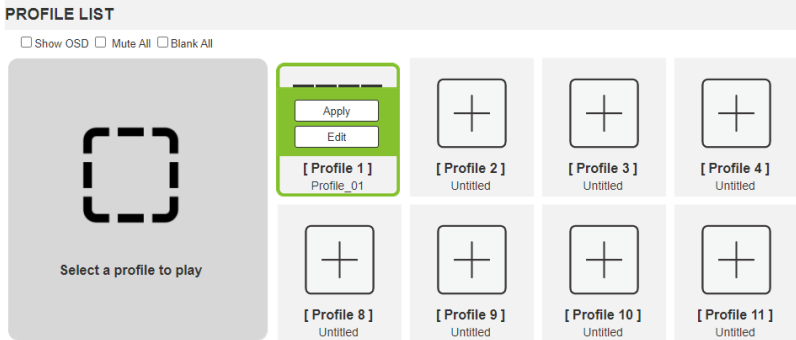 PROFILE LIST
Show OSD Mute All Blank All
Select a profile to play
Apply
Edit
[ Profile 1 ]
Profile_01
[ Profile 2 ]
Untitled
[ Profile 3 ]
Untitled
[ Profile 4 ]
Untitled
[ Profile 8 ]
Untitled
[ Profile 9 ]
Untitled
[ Profile 10 ]
Untitled
[ Profile 11 ]
Untitled